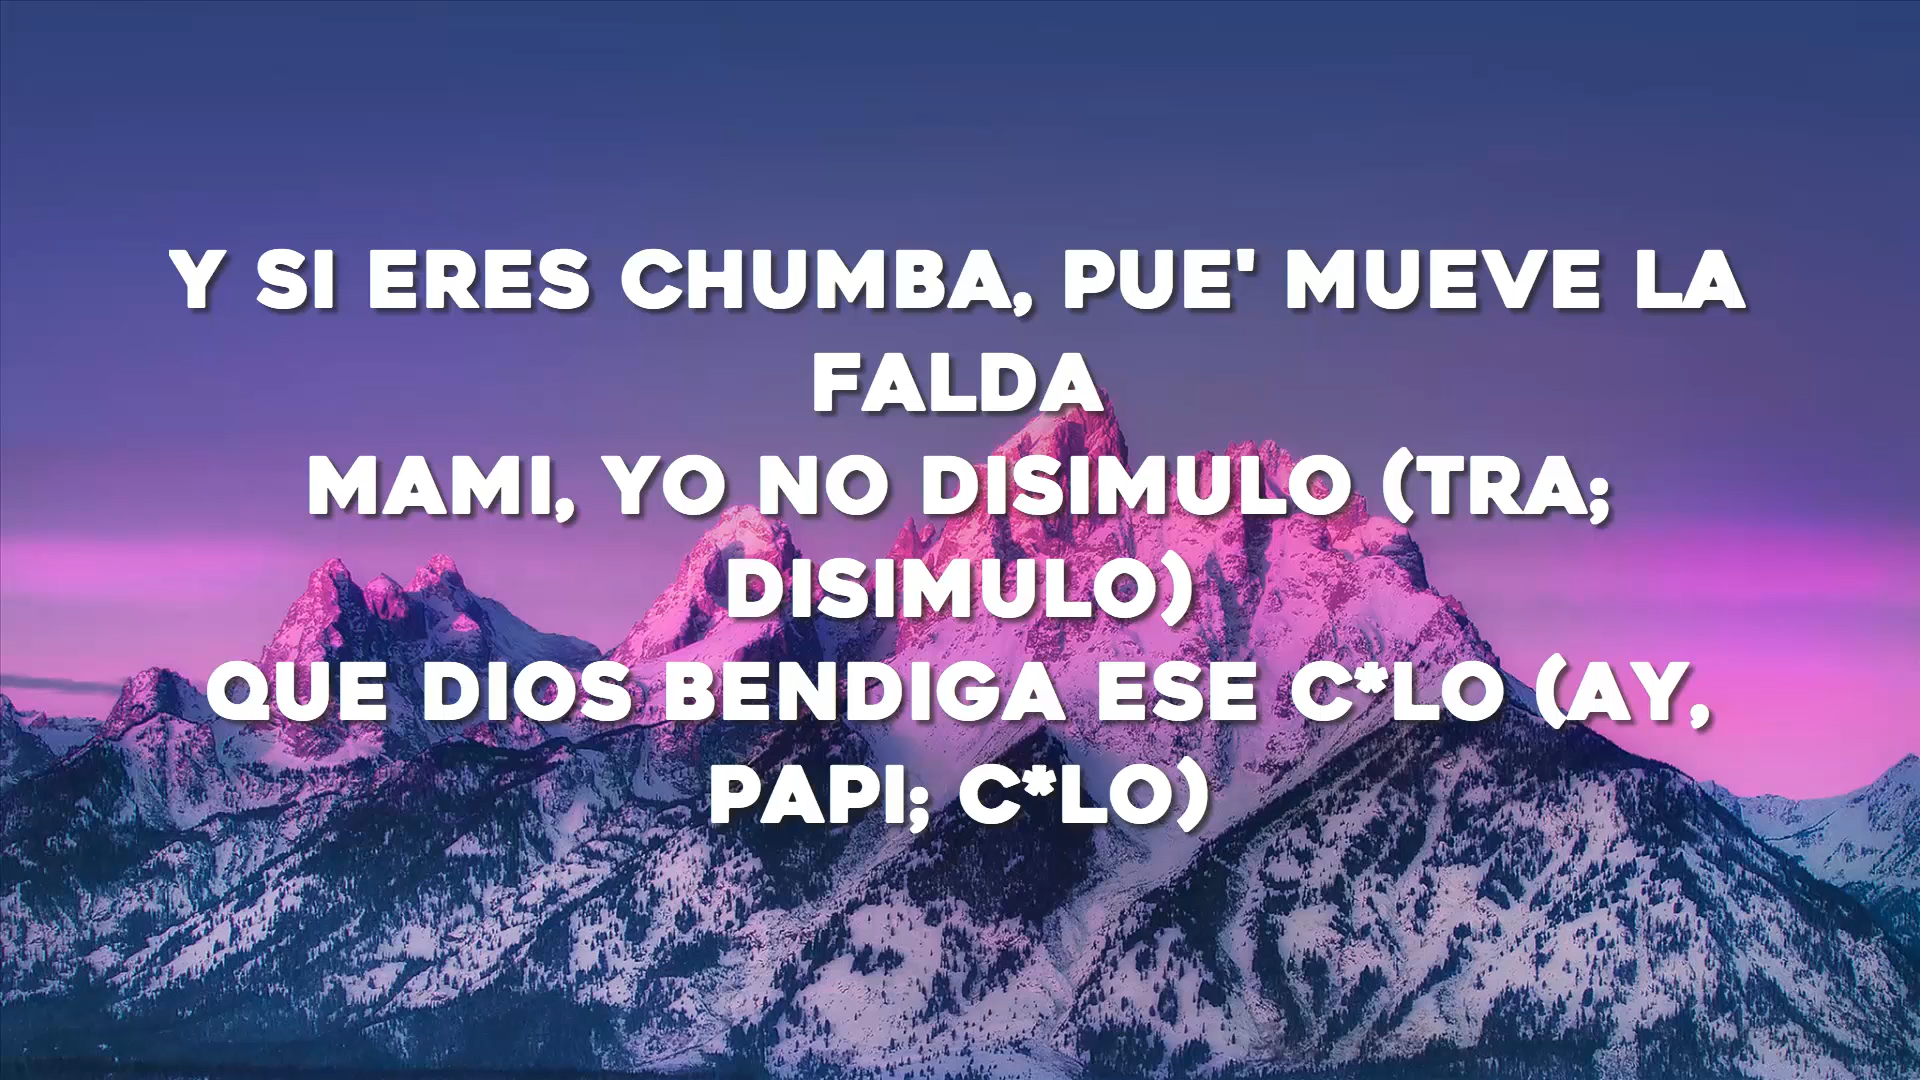 Y SI ERES CHUMBA, PUE' MUEVE LA
FALDA
MAMI, YO NO DISIMULO (TRA;
DISIMULO)
QUE DIOS BENDIGA ESE C*LO (AY,
PAPI; C*LO)